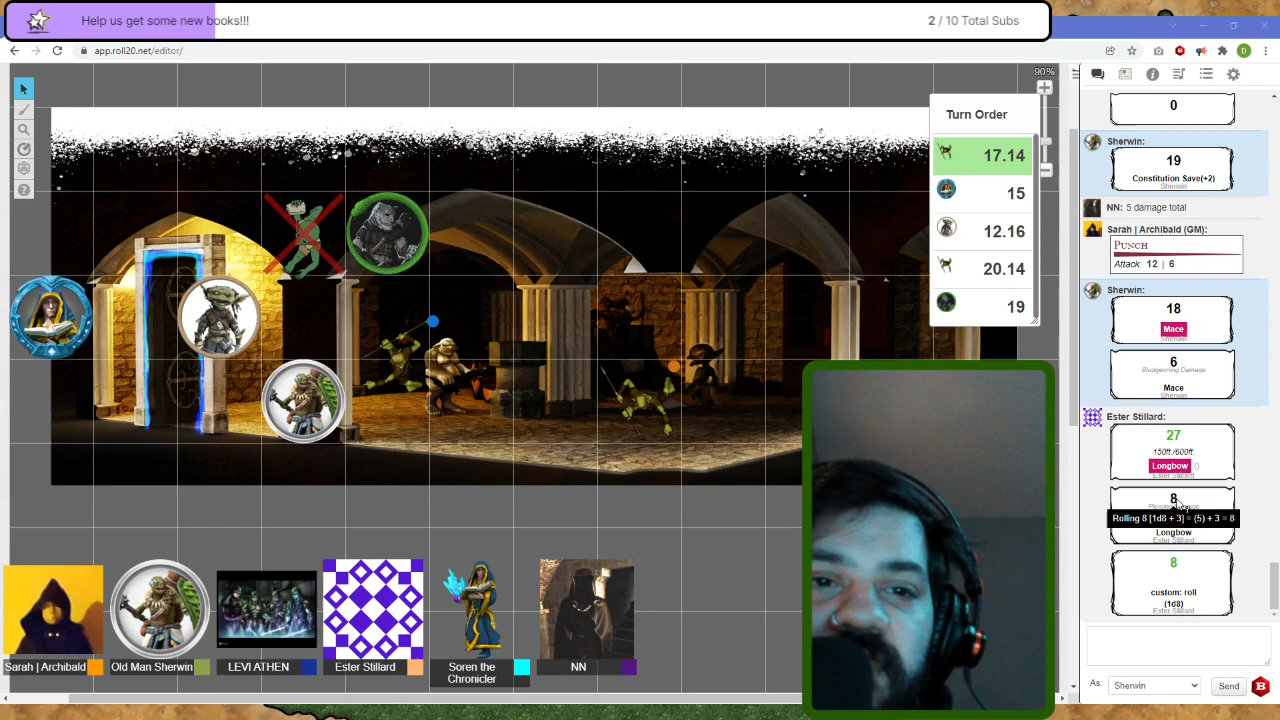 Help us get some new books!!!
2 / 10 Total Subs
app.roll20.net/editor/
D
90%
Turn Order
17.14
15
12.16
20.14
19
0
Sherwin:
19
Constitution Save(+2)
Sherwin
NN: 5 damage total
Sarah | Archibald (GM):
PUNCH
Attack: 12 | 6
Sherwin:
18
Mace
Sherwin
6
Bludgeoning Damage
Mace
Sherwin
Ester Stillard:
27
150ft./600ft.
Longbow 0
Ester Stillard
8
Rolling 8 [1d8 + 3] = (5) + 3 = 8
Longbow
Ester Stillard
8
custom: roll
(1d8)
Ester Stillard
Sarah | Archibald
Old Man Sherwin
LEVI ATHEN
Ester Stillard
Soren the
Chronicler
NN
As:
Sherwin
Send
B